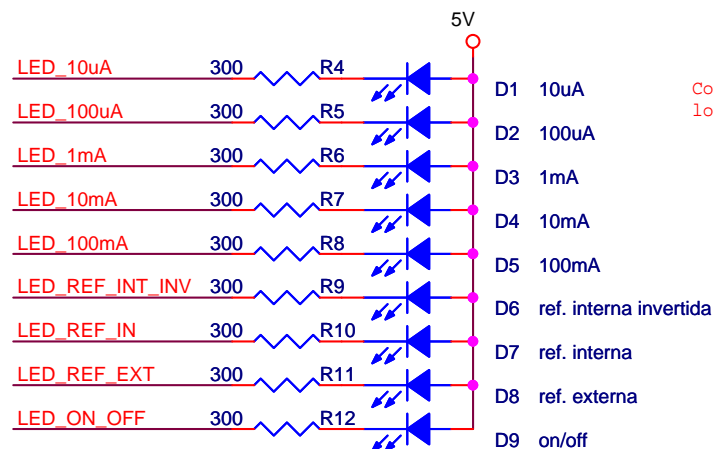 5V
LED_10uA 300 R4
D1 10uA
LED_100uA 300 R5
D2 100uA
LED_1mA 300 R6
D3 1mA
LED_10mA 300 R7
D4 10mA
LED_100mA 300 R8
D5 100mA
LED_REF_INT_INV 300 R9
D6 ref. interna invertida
LED_REF_IN 300 R10
D7 ref. interna
LED_REF_EXT 300 R11
D8 ref. externa
LED_ON_OFF 300 R12
D9 on/off
Co
lo